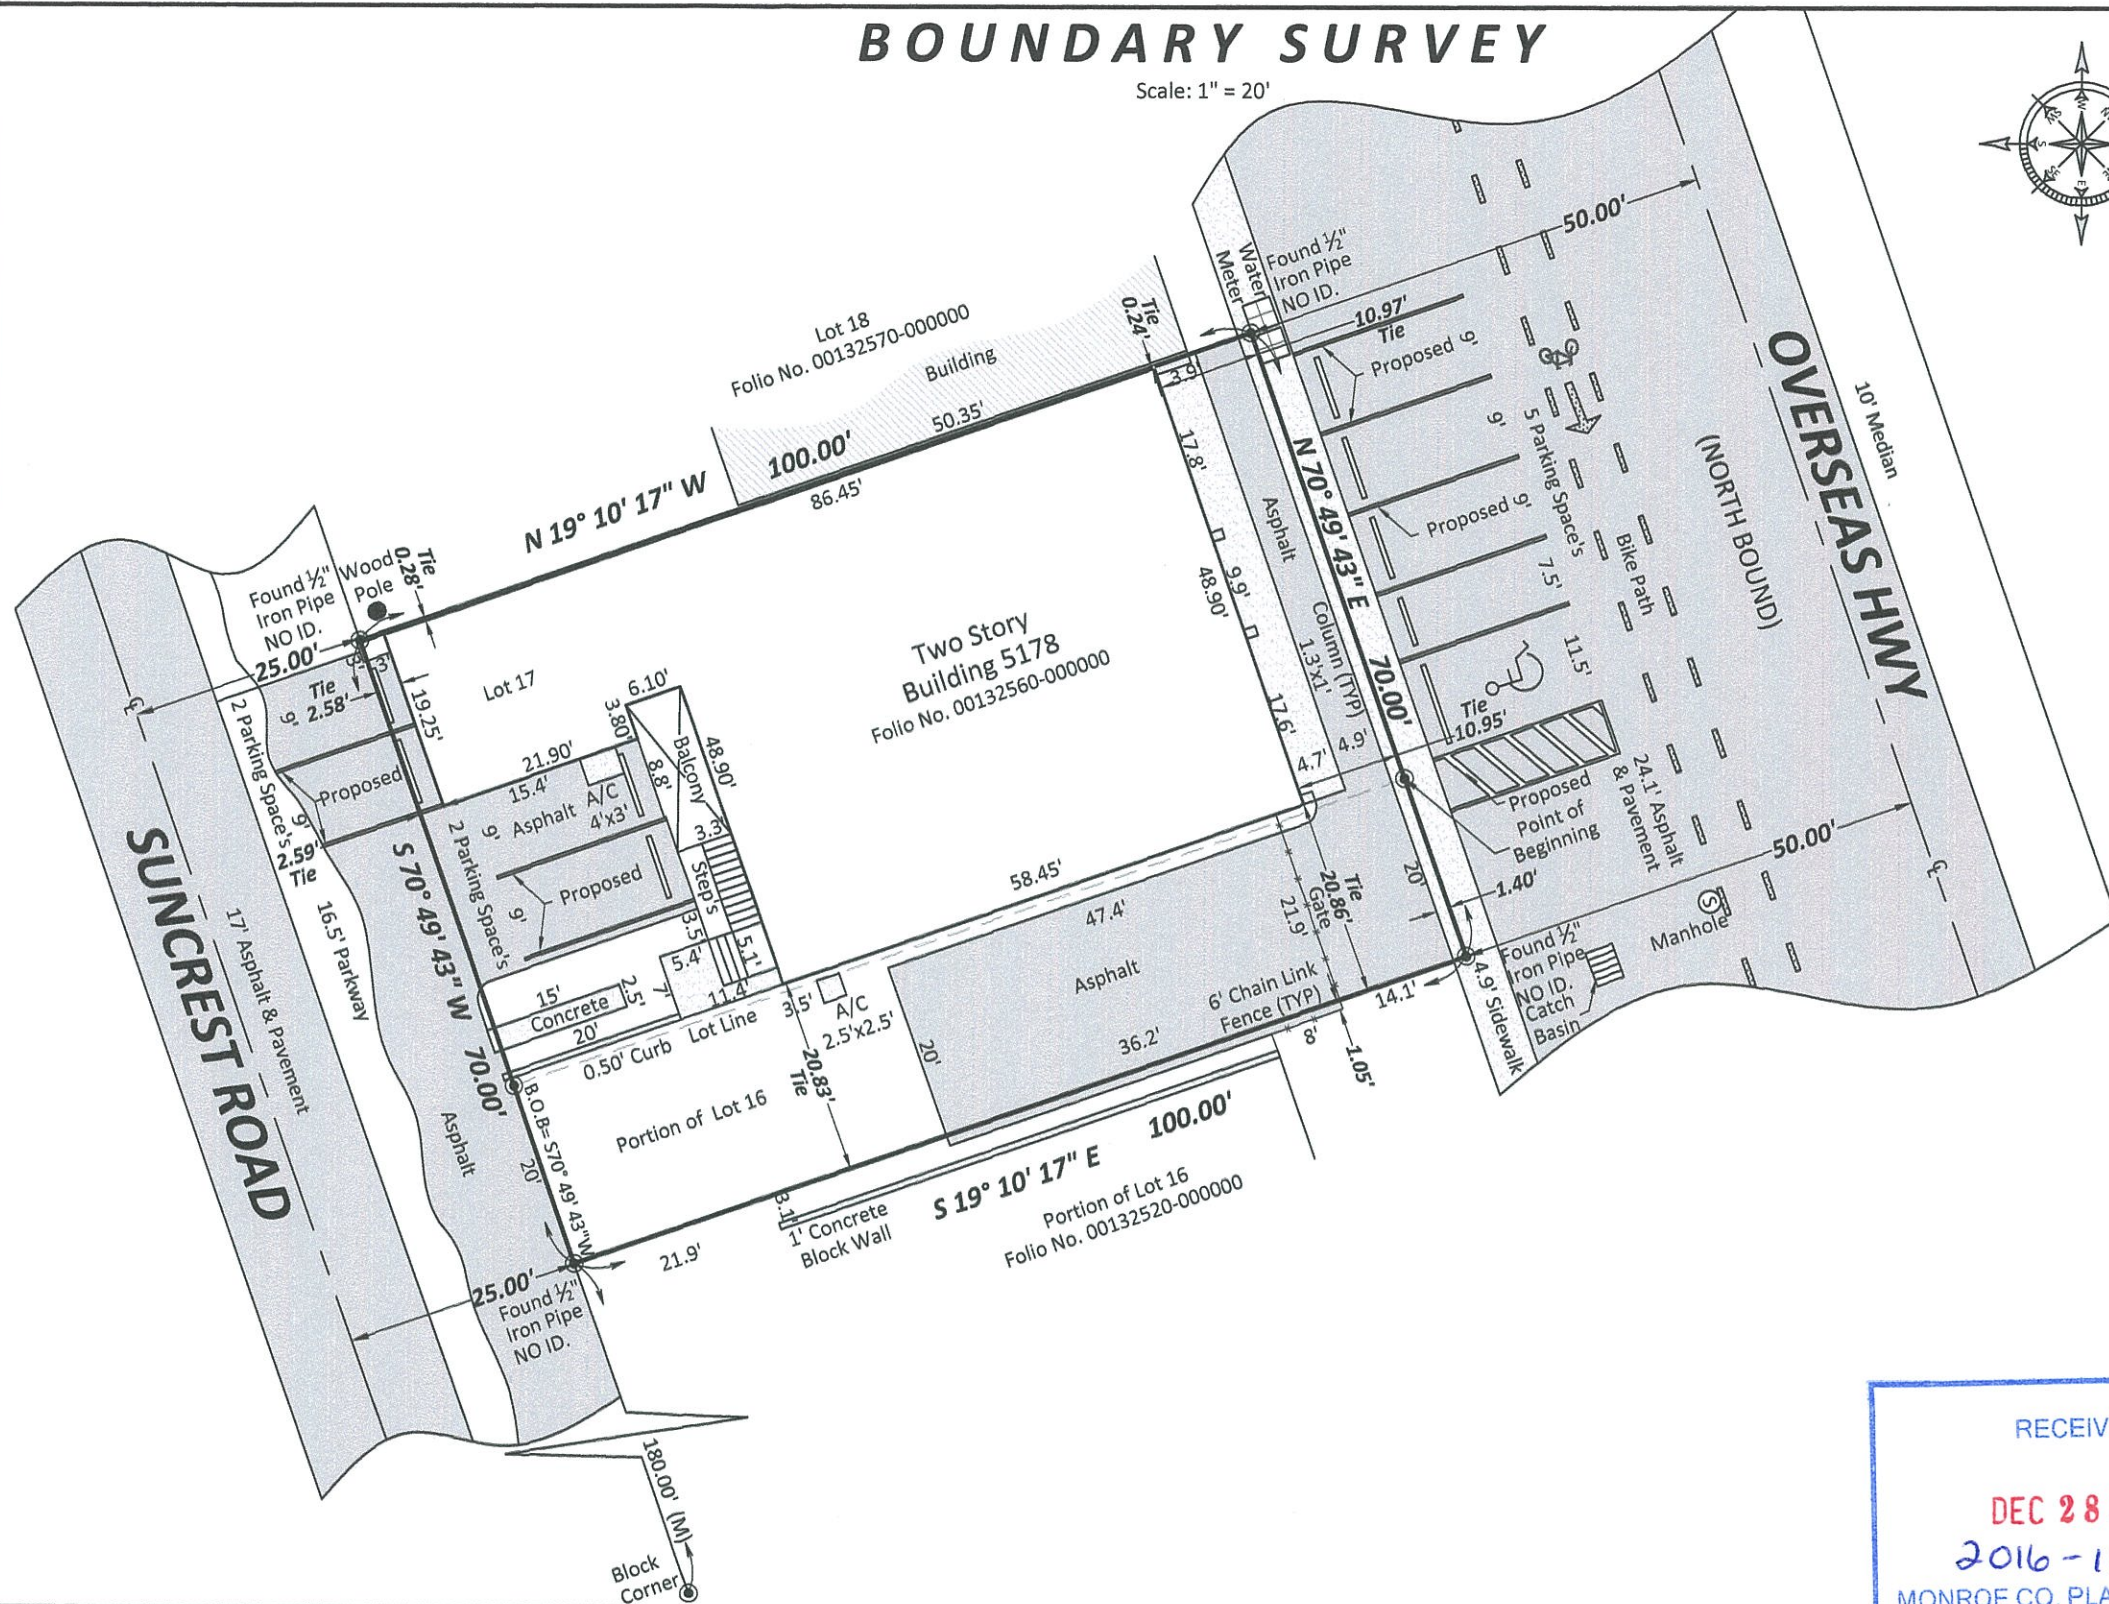 BOUNDARY SURVEY
Scale: 1" = 20'
W
S
E
SW
SE
50.00'
Water
Meter
Found ½"
Iron Pipe
NO ID.
Tie
0.24'
10.97'
Tie
Proposed
9'
Lot 18
Folio No. 00132570-000000
Building
50.35'
3.9'
100.00'
86.45'
N 19° 10' 17" W
17.8'
Asphalt
N 70° 49' 43" E
9'
5 Parking Space's
Proposed
9'
7.5'
Bike Path
(NORTH BOUND)
OVERSEAS HWY
10' Median
Found ½"
Iron Pipe
NO ID.
Wood
Pole
Tie
0.28'
25.00'
3'
3'
Tie
2.58'
19.25'
Lot 17
6.10'
3.80'
48.90'
Balcony
Two Story
Building 5178
Folio No. 00132560-000000
9.9'
48.90'
Column (TYP)
1.3'x1'
17.6'
4.7'
4.9'
70.00'
11.5'
Tie
10.95'
Proposed
Point of
Beginning
24.1' Asphalt
& Pavement
50.00'
℄
℄
2 Parking Space's
9'
Proposed
9'
2.59'
Tie
21.90'
15.4'
Asphalt
A/C
4'x3'
8.8'
3.3'
Step's
9'
2 Parking Space's
Proposed
9'
3.5'
5.4'
5.1'
7'
11.4'
SUNCREST ROAD
17' Asphalt & Pavement
16.5' Parkway
S 70° 49' 43" W
70.00'
15'
2.5'
Concrete
20'
0.50' Curb
Lot Line
3.5'
A/C
2.5'x2.5'
58.45'
47.4'
Asphalt
20'
36.2'
6' Chain Link
Fence (TYP)
21.9'
Gate
Tie
20.86'
20'
1.40'
14.1'
8'
1.05'
4.9' Sidewalk
Found ½"
Iron Pipe
NO ID.
Catch
Basin
S
Manhole
20.83'
Tie
Portion of Lot 16
B.O.B= S70° 49' 43"W
20'
Asphalt
3.1'
1' Concrete
Block Wall
S 19° 10' 17" E
100.00'
Portion of Lot 16
Folio No. 00132520-000000
21.9'
25.00'
Found ½"
Iron Pipe
NO ID.
180.00' (M)
Block
Corner
RECEIV
DEC 28
2016-1
MONROE CO. PLA